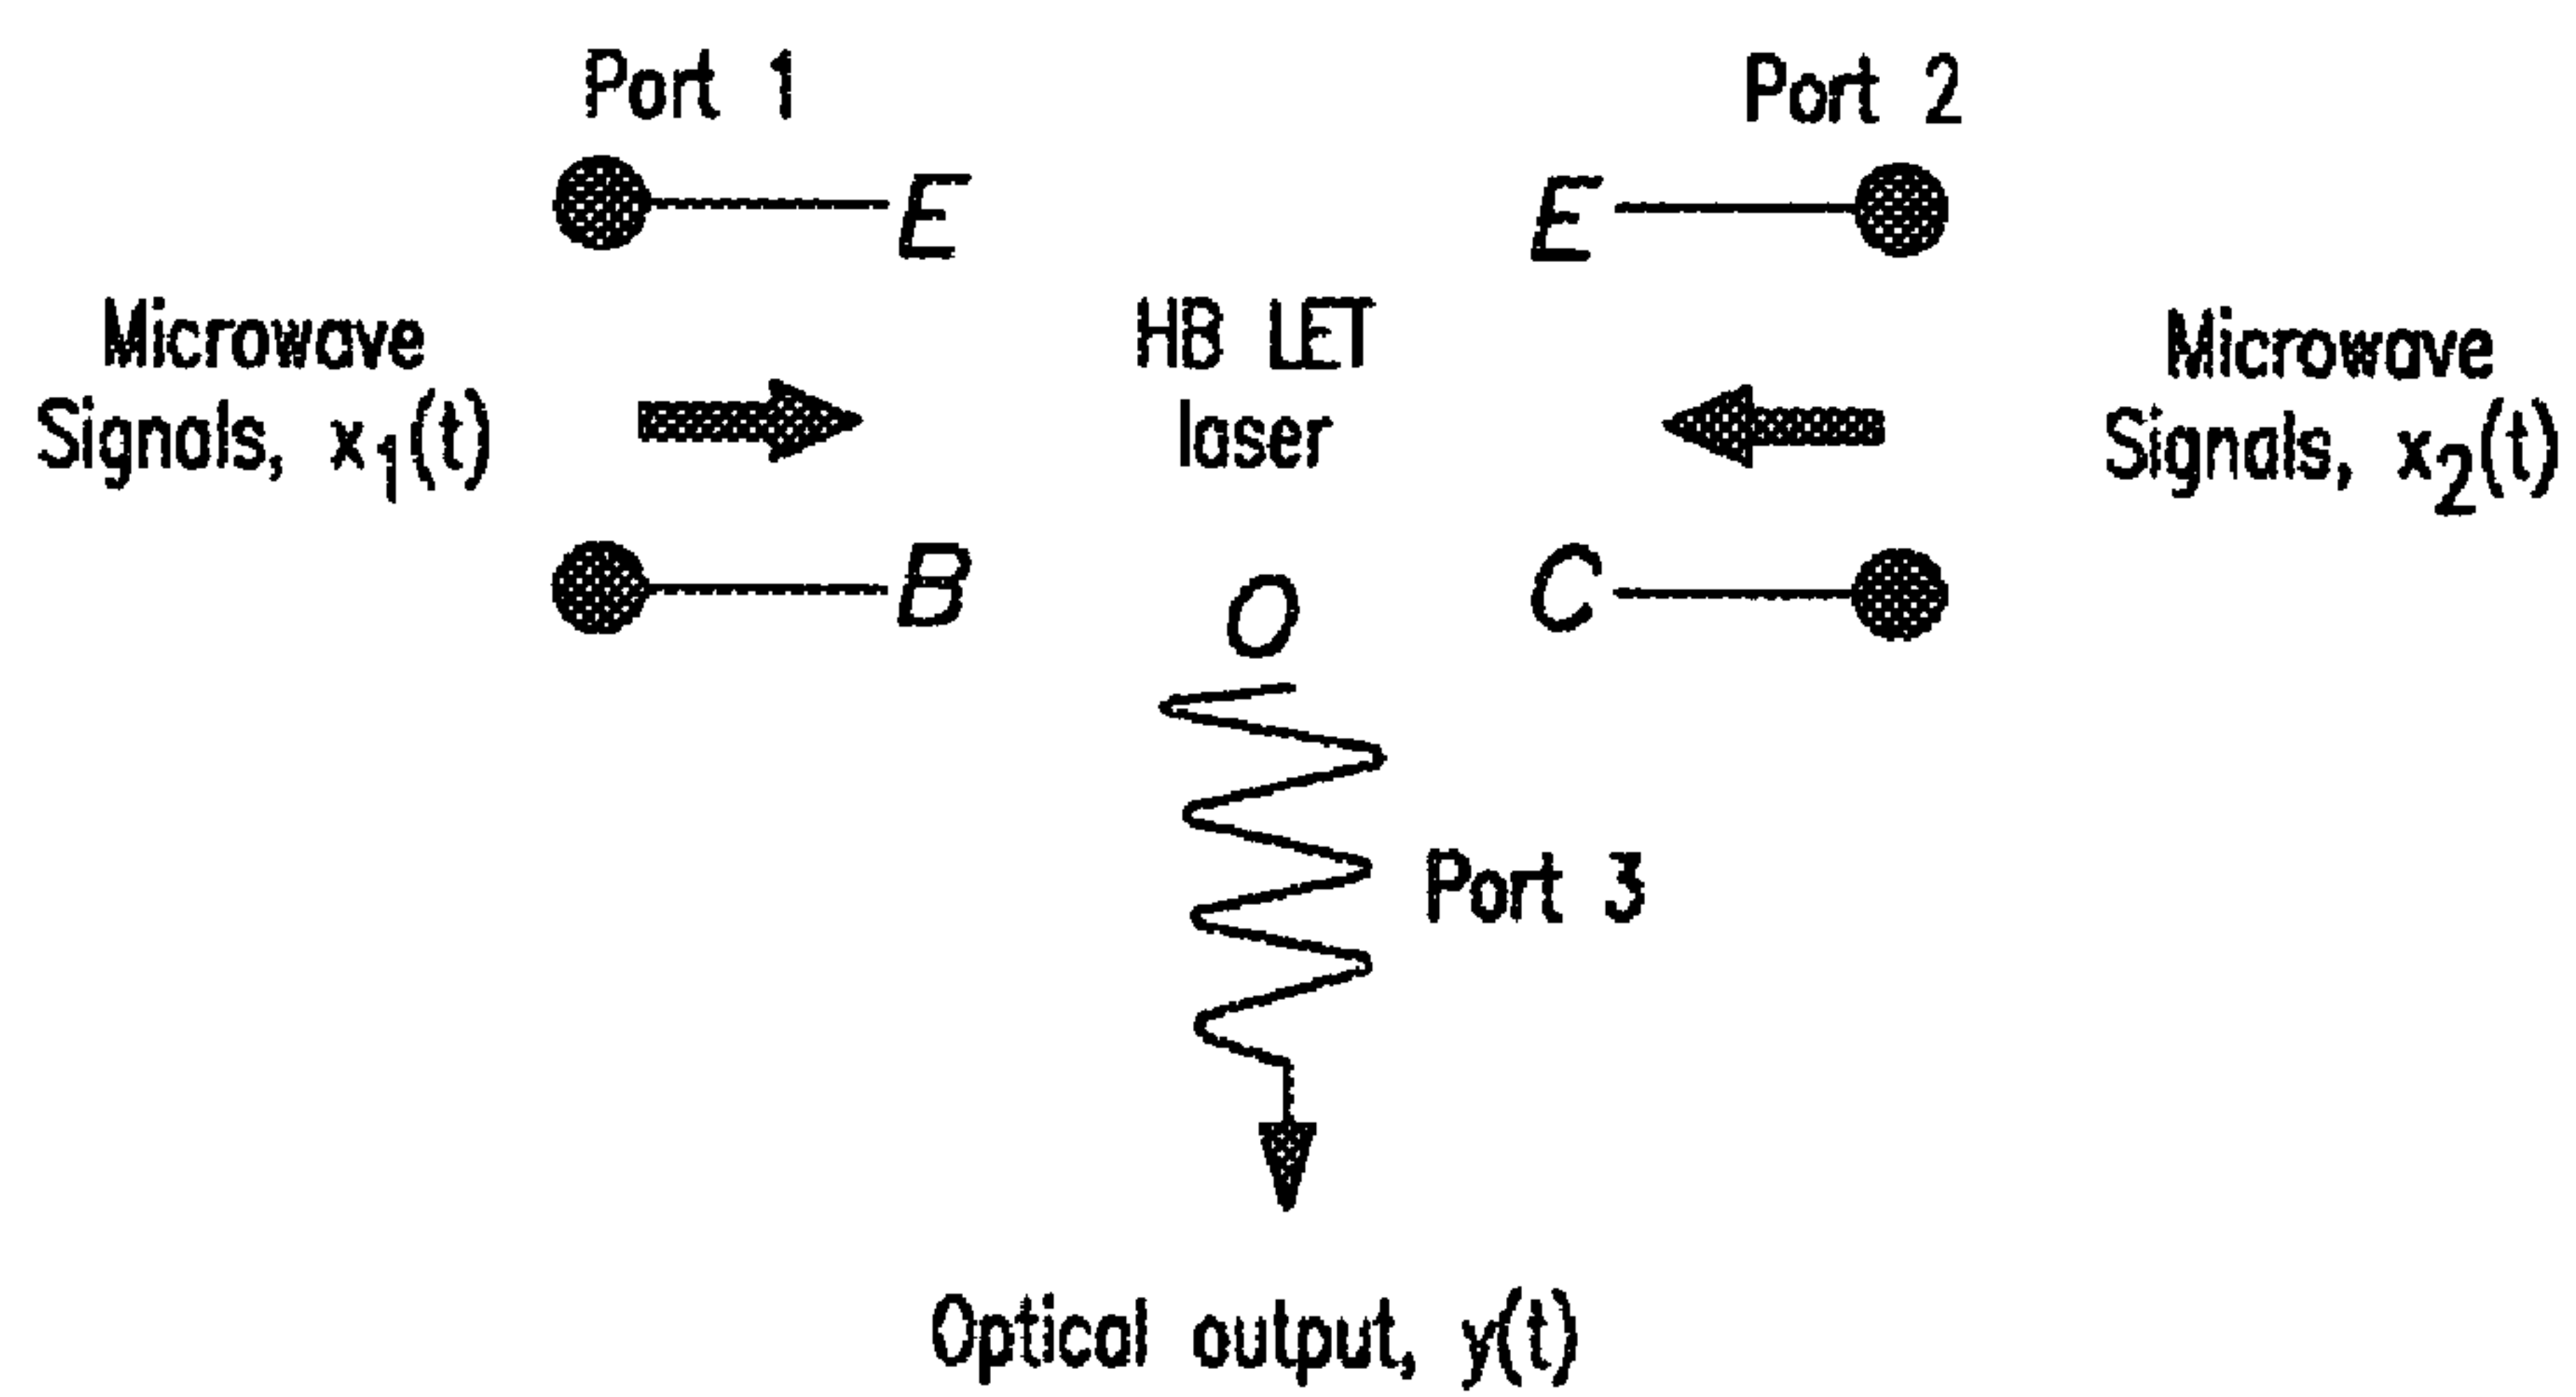 Port 1
Port 2
E
E
Microwave
Signals, x₁(t)
HB LET
laser
Microwave
Signals, x₂(t)
B
O
C
Port 3
Optical output, y(t)